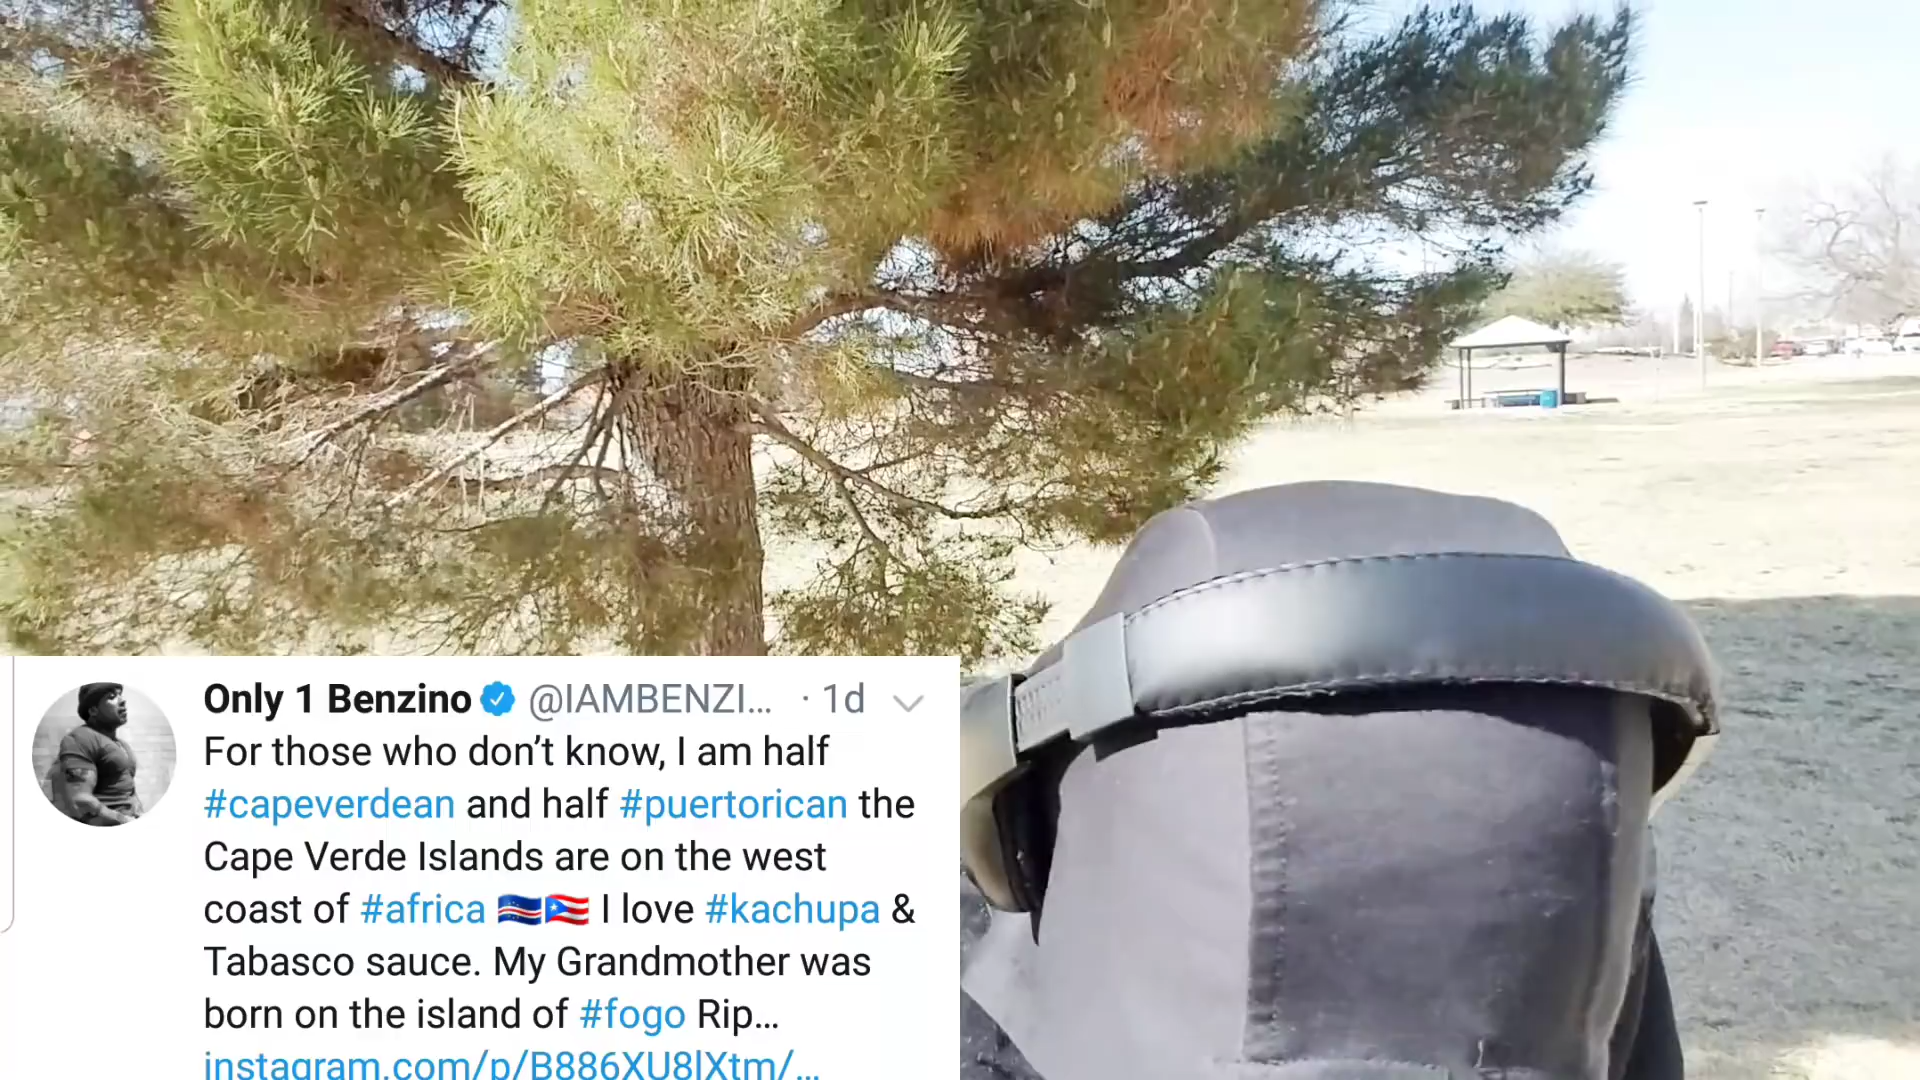 Only 1 Benzino @IAMBENZI... · 1d
For those who don’t know, I am half
#capeverdean and half #puertorican the
Cape Verde Islands are on the west
coast of #africa 🇨🇻🇵🇷 I love #kachupa &
Tabasco sauce. My Grandmother was
born on the island of #fogo Rip...
instagram.com/p/B886XU8lXtm/...